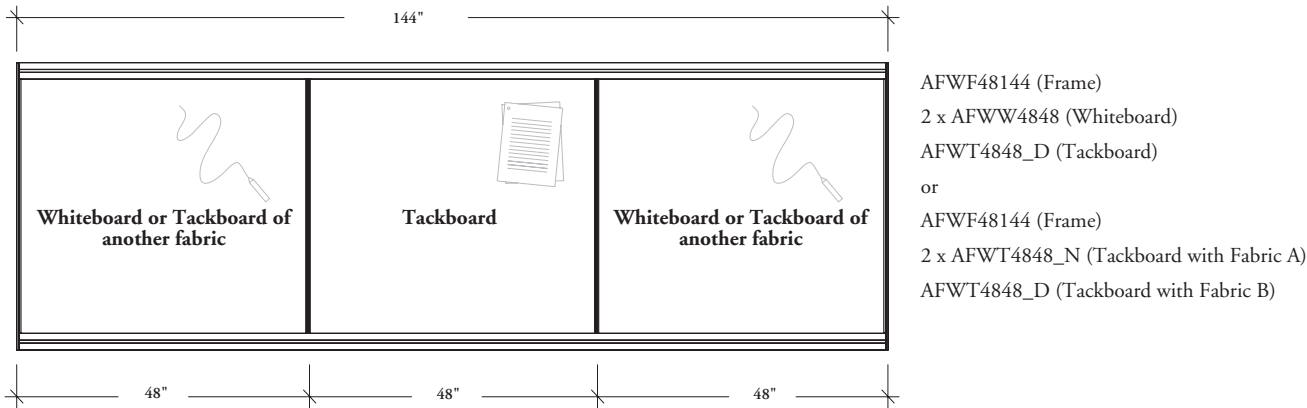 144"
AFWF48144 (Frame)
2 x AFWW4848 (Whiteboard)
AFWT4848_D (Tackboard)
or
AFWF48144 (Frame)
2 x AFWT4848_N (Tackboard with Fabric A)
AFWT4848_D (Tackboard with Fabric B)
Whiteboard or Tackboard of
another fabric
Tackboard
Whiteboard or Tackboard of
another fabric
48"
48"
48"